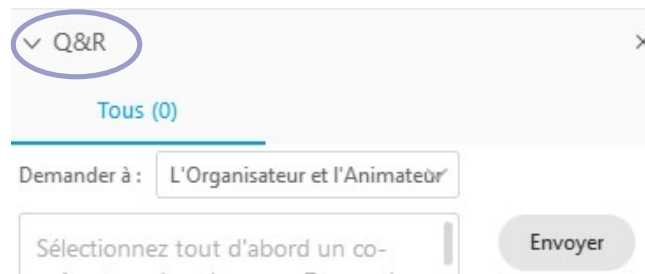 Q&R
Tous (0)
Demander à : L'Organisateur et l'Animateur
Sélectionnez tout d'abord un co-
Envoyer